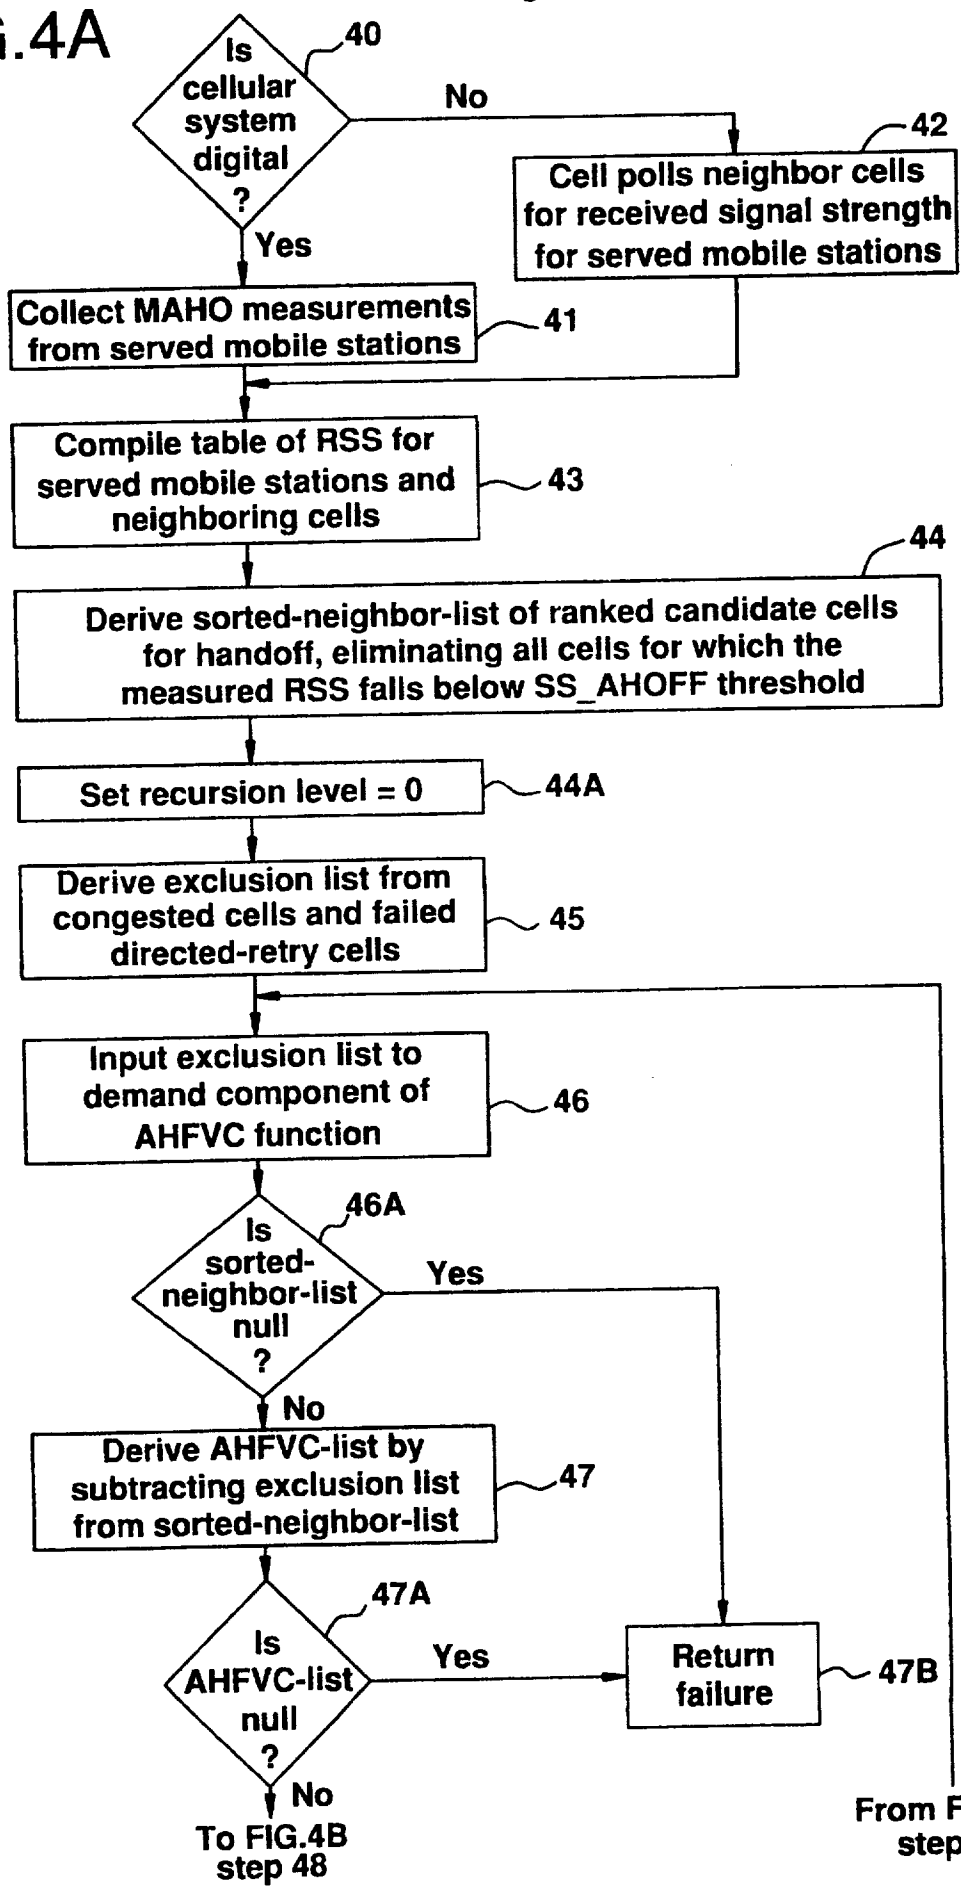 G.4A
Is
cellular
system
digital
?
40
No
Yes
42
Cell polls neighbor cells
for received signal strength
for served mobile stations
Collect MAHO measurements
from served mobile stations
41
Compile table of RSS for
served mobile stations and
neighboring cells
43
44
Derive sorted-neighbor-list of ranked candidate cells
for handoff, eliminating all cells for which the
measured RSS falls below SS_AHOFF threshold
Set recursion level = 0
44A
Derive exclusion list from
congested cells and failed
directed-retry cells
45
Input exclusion list to
demand component of
AHFVC function
46
46A
Is
sorted-
neighbor-list
null
?
Yes
No
Derive AHFVC-list by
subtracting exclusion list
from sorted-neighbor-list
47
47A
Is
AHFVC-list
null
?
Yes
Return
failure
47B
No
To FIG.4B
step 48
From F
step